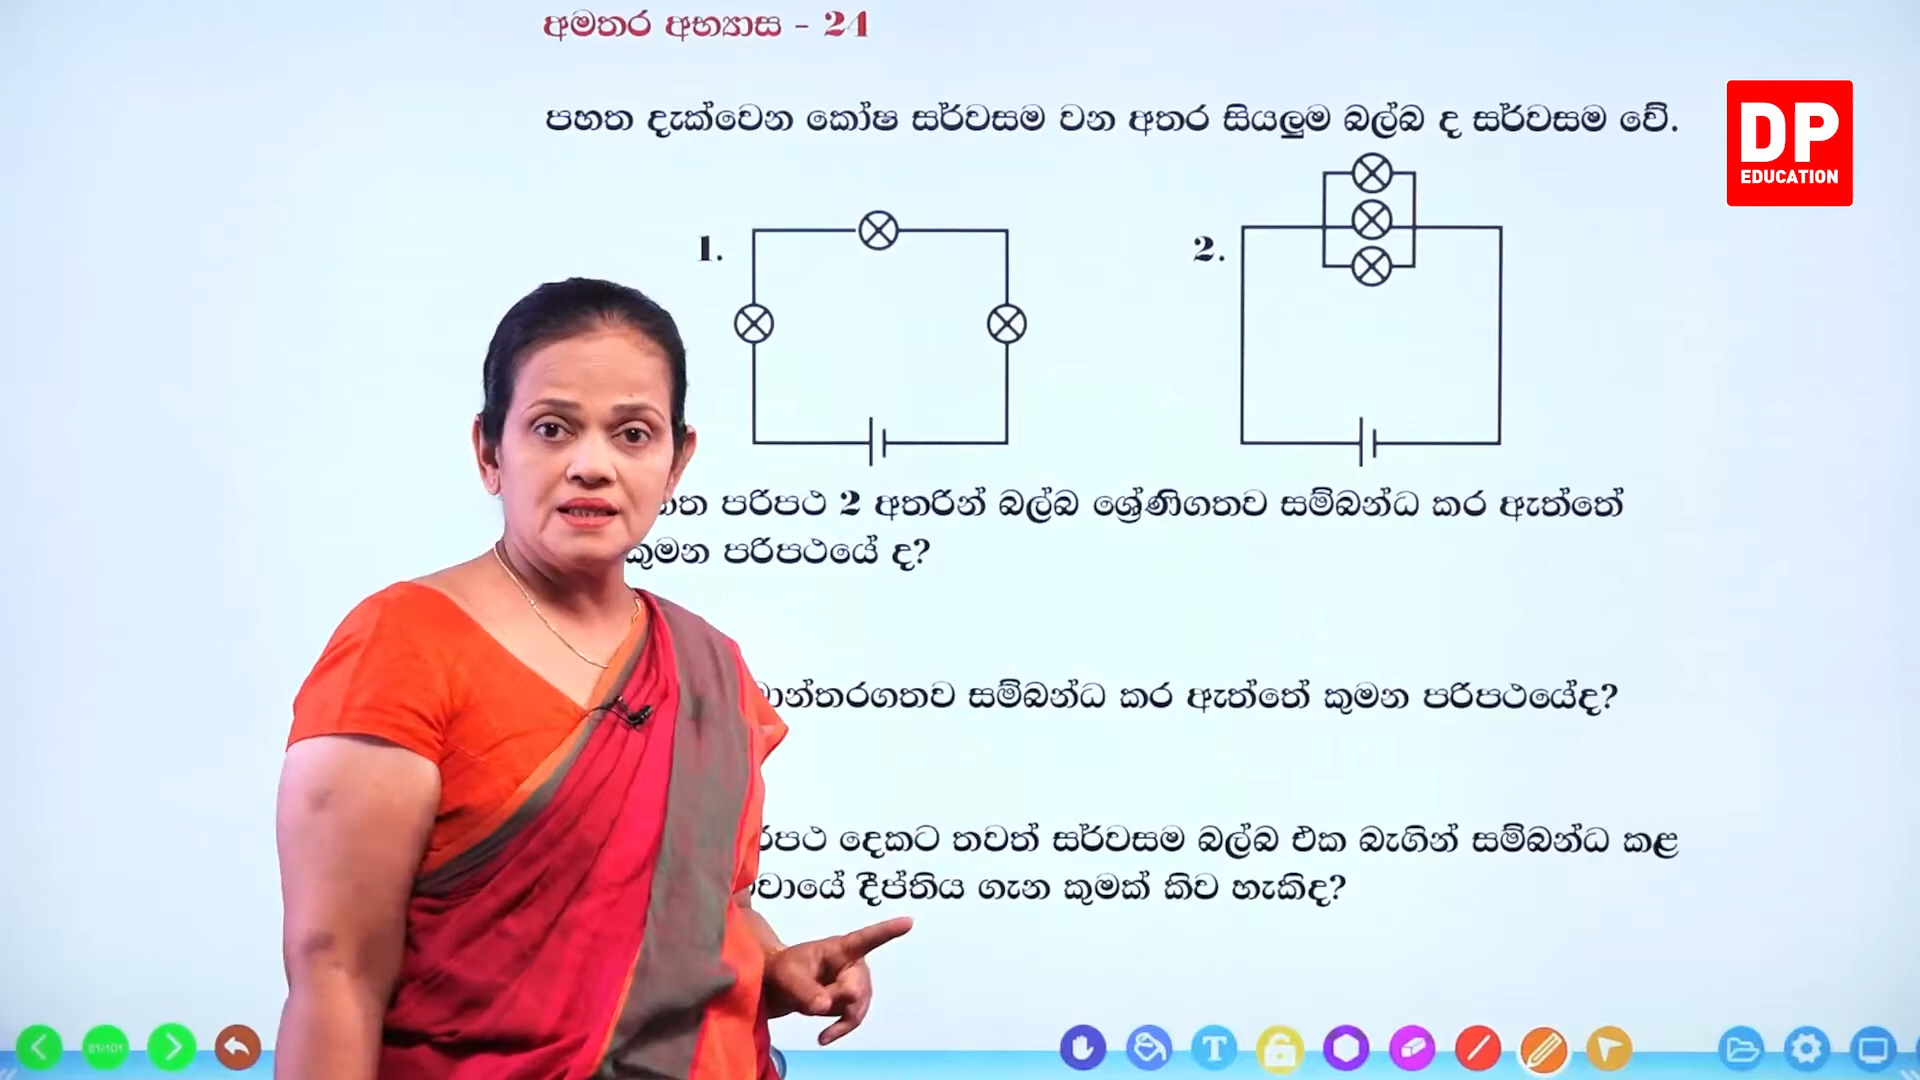 අමතර අභ්‍යාස - 24
පහත දැක්වෙන කෝෂ සර්වසම වන අතර සියලුම බල්බ ද සර්වසම වේ.
DP
EDUCATION
1.
2.
පරිපථ 2 අතරින් බල්බ ශ්‍රේණිගතව සම්බන්ධ කර ඇත්තේ
කුමන පරිපථයේ ද?
සම්බන්ධ කර ඇත්තේ කුමන පරිපථයේද?
දෙකට තවත් සර්වසම බල්බ එක බැගින් සම්බන්ධ කළ
දීප්තිය ගැන කුමක් කිව හැකිද?
81/101
T